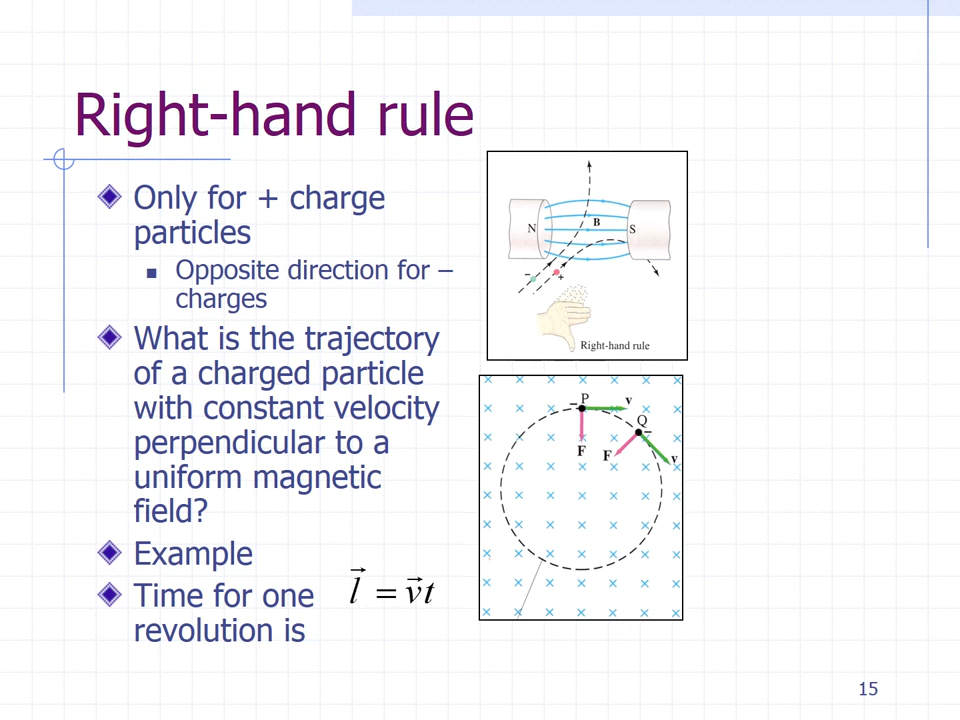 Right-hand rule
Only for + charge
particles
Opposite direction for –
charges
What is the trajectory
of a charged particle
with constant velocity
perpendicular to a
uniform magnetic
field?
Example
Time for one
revolution is
l = vt
N
B
S
– +
Right-hand rule
– P v
Q –
F F v
15